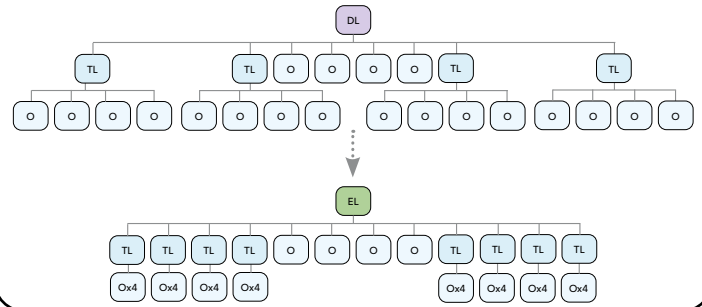 DL
TL TL O O O O TL TL
O O O O O O O O O O O O O O O O
EL
TL TL TL TL O O O O TL TL TL TL
Ox4 Ox4 Ox4 Ox4 Ox4 Ox4 Ox4 Ox4